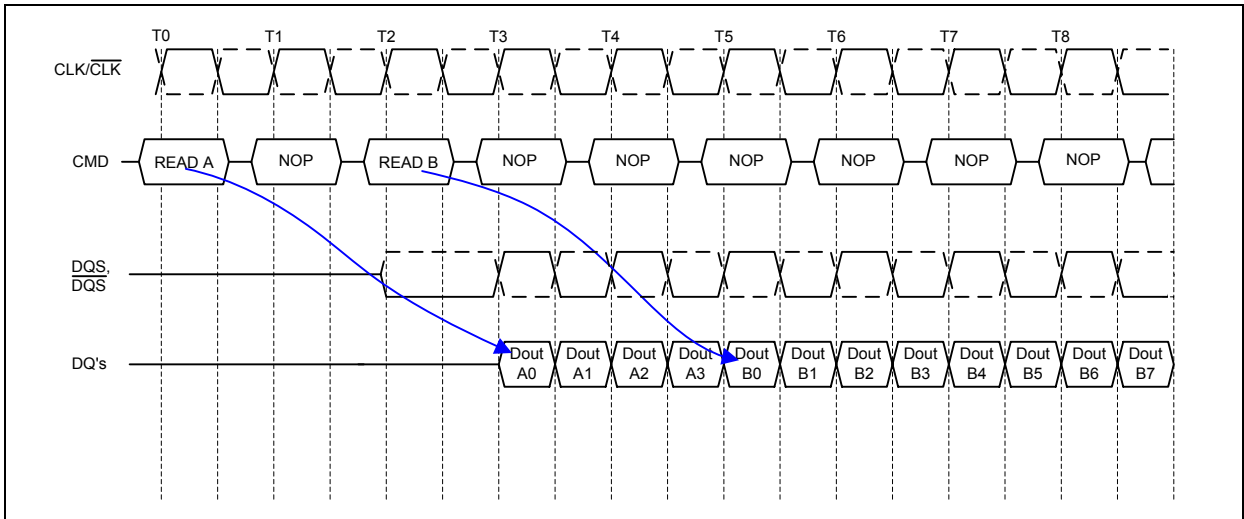 T0 T1 T2 T3 T4 T5 T6 T7 T8
CLK/CLK
CMD READ A NOP READ B NOP NOP NOP NOP NOP NOP
DQS,
DQS
DQ's
Dout Dout Dout Dout Dout Dout Dout Dout Dout Dout Dout Dout
A0 A1 A2 A3 B0 B1 B2 B3 B4 B5 B6 B7